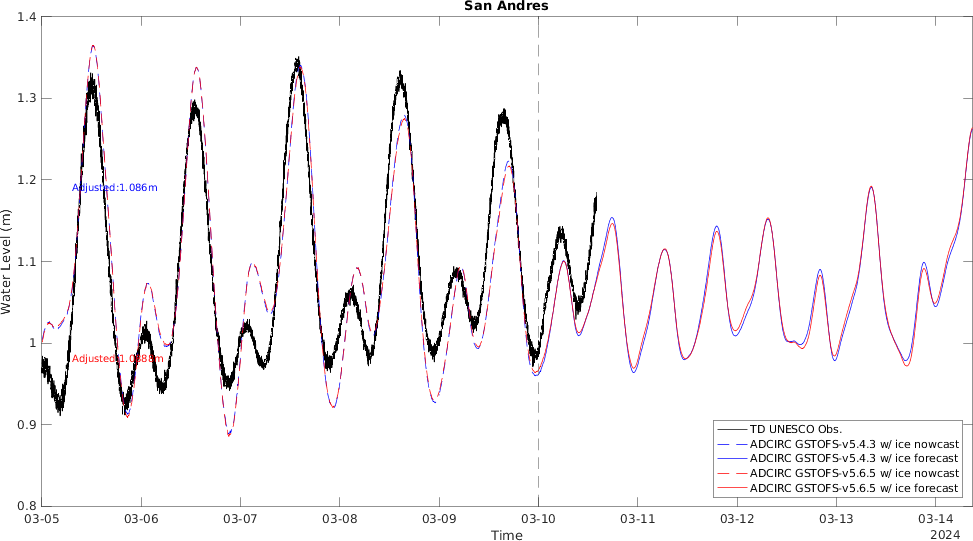 San Andres
1.4
1.3
1.2
1.1
1
0.9
0.8
Water Level (m)
Adjusted:1.086m
Adjusted:1.0888m
TD UNESCO Obs.
ADCIRC GSTOFS-v5.4.3 w/ ice nowcast
ADCIRC GSTOFS-v5.4.3 w/ ice forecast
ADCIRC GSTOFS-v5.6.5 w/ ice nowcast
ADCIRC GSTOFS-v5.6.5 w/ ice forecast
03-05 03-06 03-07 03-08 03-09 03-10 03-11 03-12 03-13 03-14
Time
2024